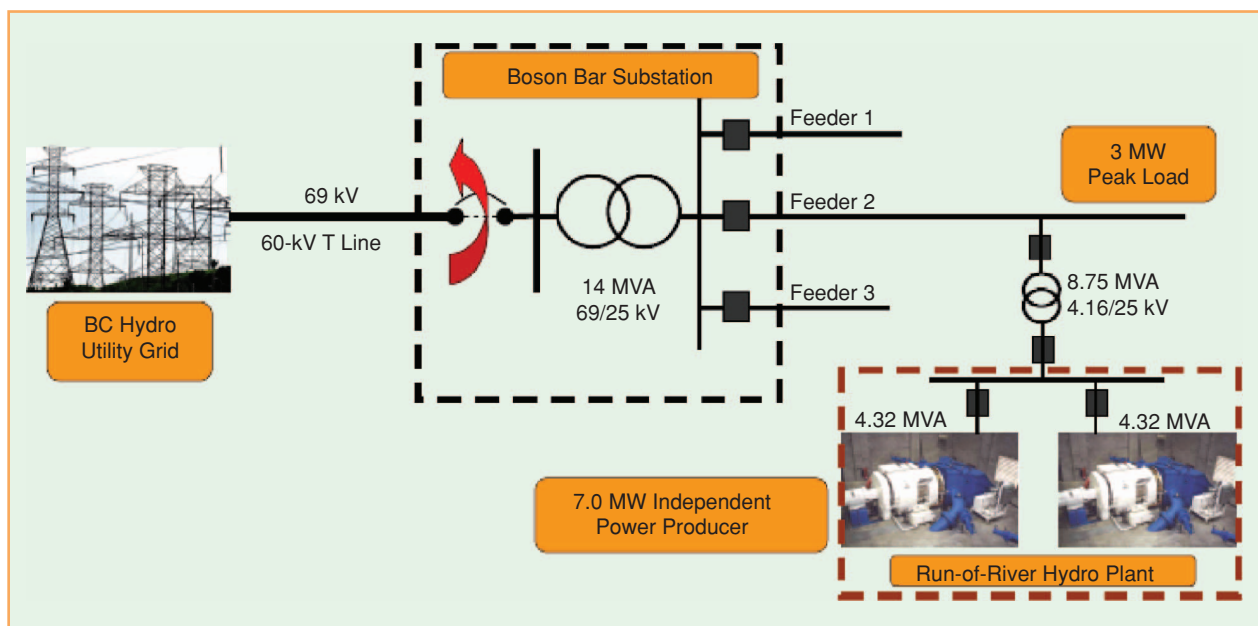 Boson Bar Substation
Feeder 1
3 MW
Peak Load
69 kV
Feeder 2
60-kV T Line
14 MVA
69/25 kV
Feeder 3
8.75 MVA
4.16/25 kV
BC Hydro
Utility Grid
4.32 MVA
4.32 MVA
7.0 MW Independent
Power Producer
Run-of-River Hydro Plant